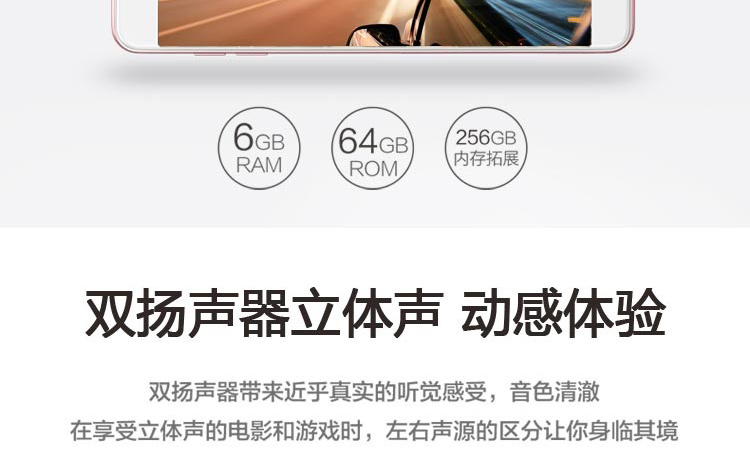 6GB
RAM
64GB
ROM
256GB
内存拓展
双扬声器立体声 动感体验
双扬声器带来近乎真实的听觉感受，音色清澈
在享受立体声的电影和游戏时，左右声源的区分让你身临其境